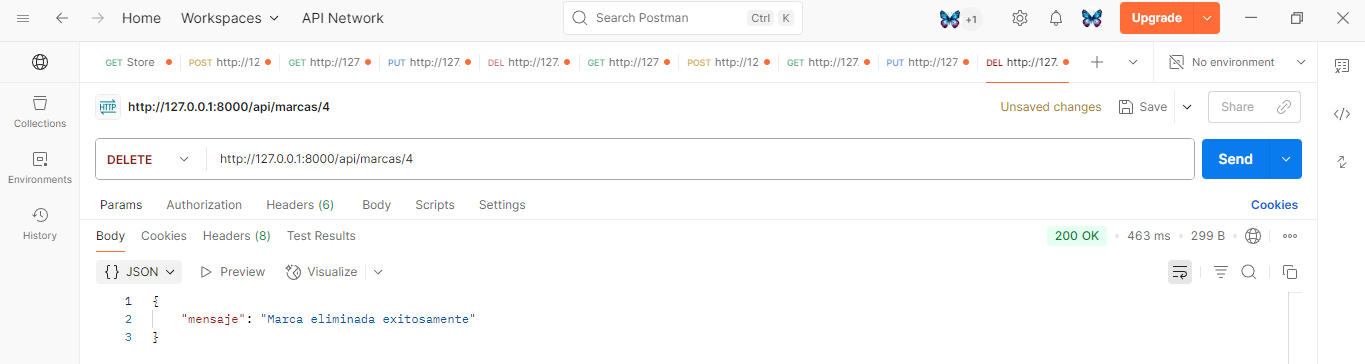 Home Workspaces API Network Search Postman Ctrl K +1 Upgrade
GET Store POST http://12 GET http://127 PUT http://127. DEL http://127. GET http://127 POST http://12 GET http://127. PUT http://127 DEL http://127. No environment
HTTP http://127.0.0.1:8000/api/marcas/4 Unsaved changes Save Share
Collections
DELETE http://127.0.0.1:8000/api/marcas/4 Send
Environments
Params Authorization Headers (6) Body Scripts Settings Cookies
History
Body Cookies Headers (8) Test Results 200 OK • 463 ms • 299 B
{} JSON Preview Visualize
1 {
2 "mensaje": "Marca eliminada exitosamente"
3 }